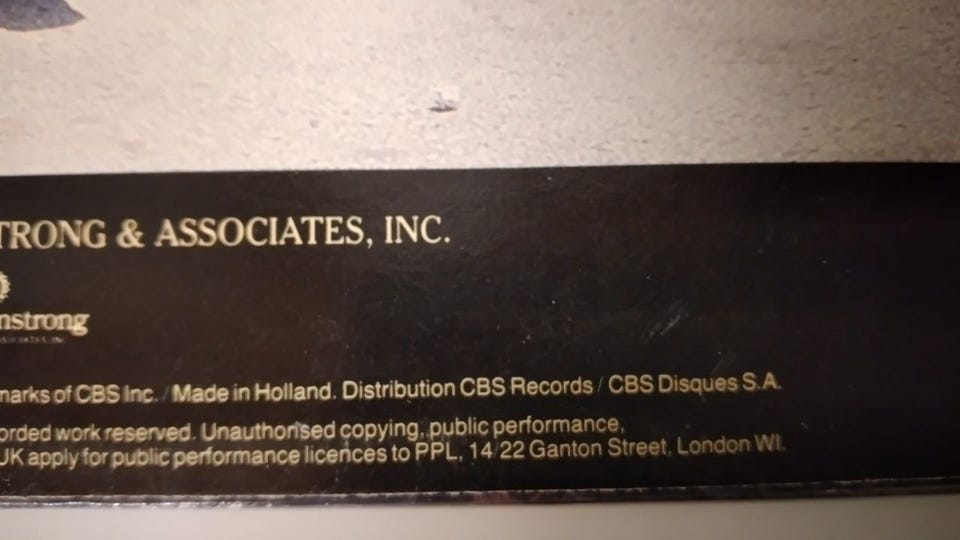 TRONG & ASSOCIATES, INC.
nstrong
marks of CBS Inc. / Made in Holland. Distribution CBS Records / CBS Disques S.A.
orded work reserved. Unauthorised copying, public performance,
UK apply for public performance licences to PPL, 14/22 Ganton Street, London WI.